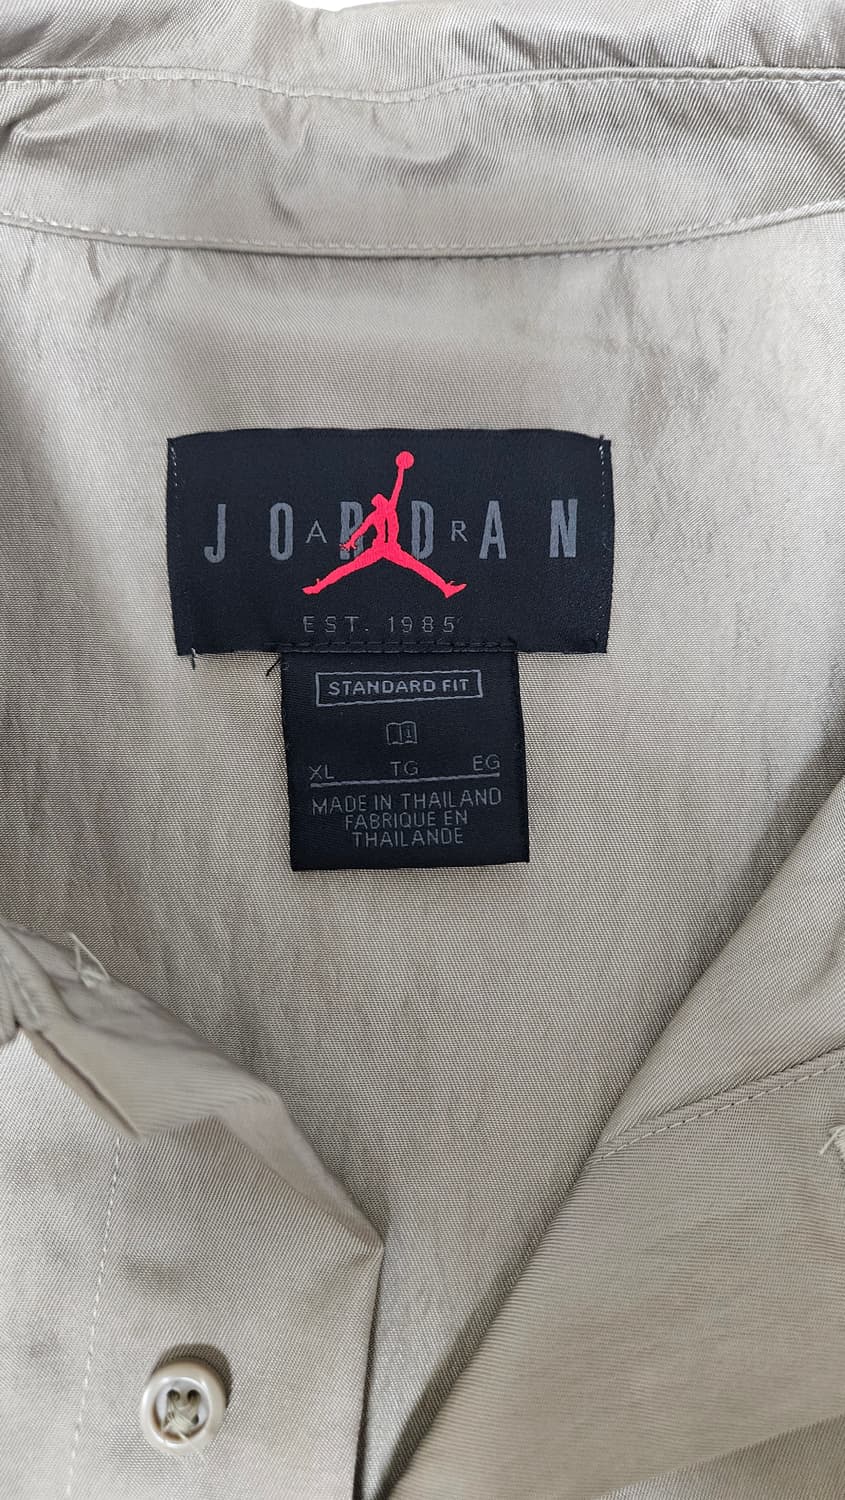 JORDAN
AIR
EST. 1985
STANDARD FIT
XL TG EG
MADE IN THAILAND
FABRIQUE EN
THAILANDE